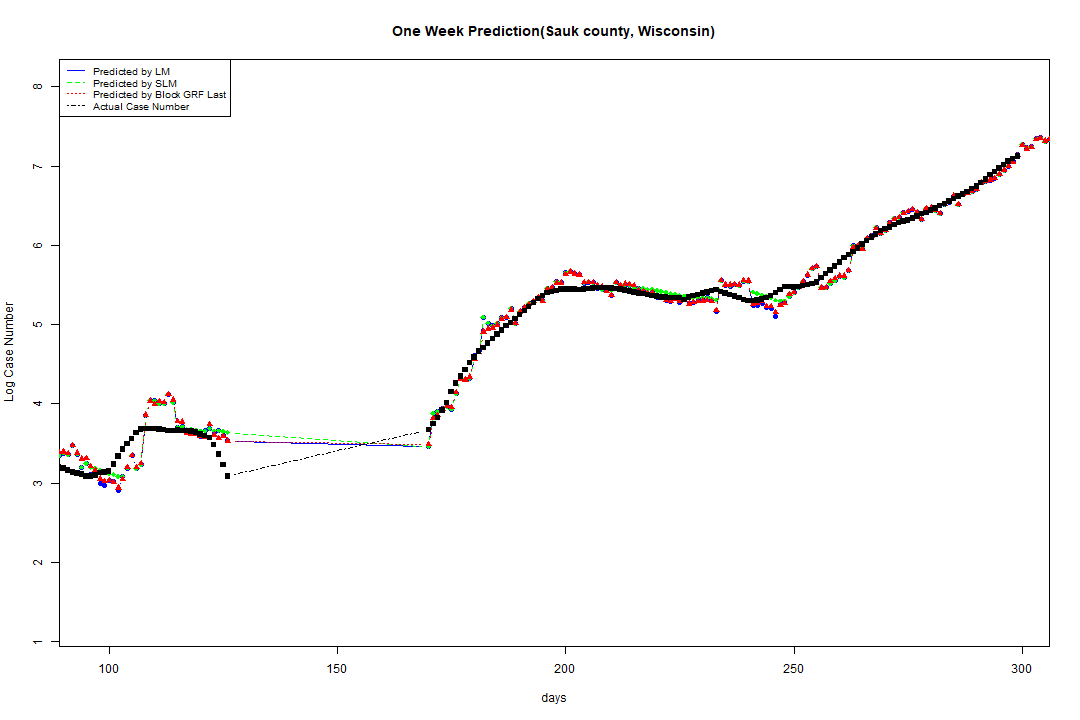 One Week Prediction(Sauk county, Wisconsin)
Predicted by LM
Predicted by SLM
Predicted by Block GRF Last
Actual Case Number
Log Case Number
8
7
6
5
4
3
2
1
100 150 200 250 300
days